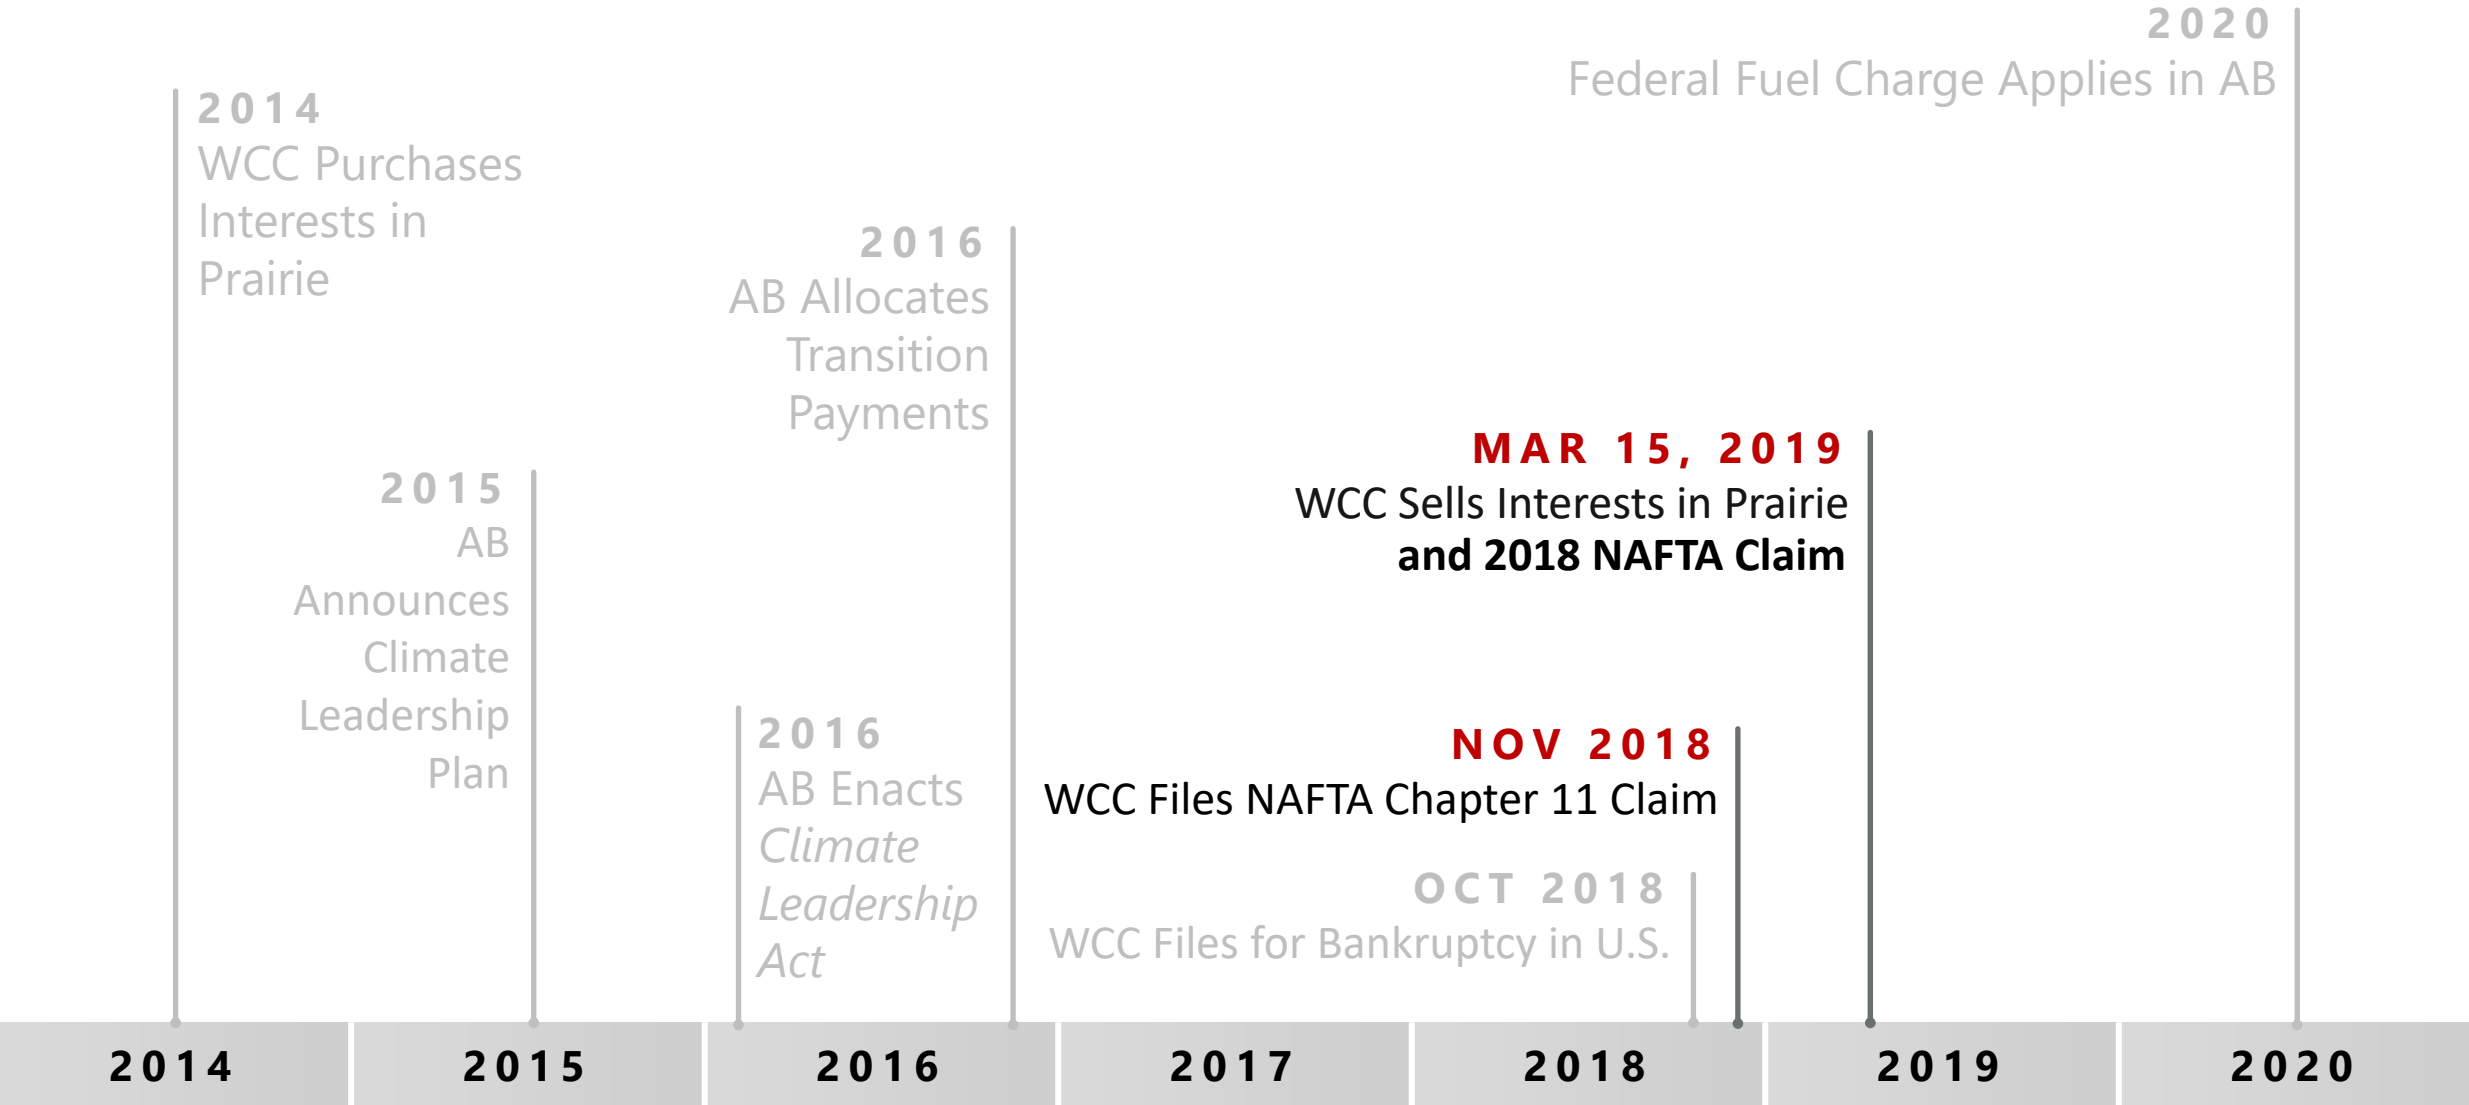 2014
WCC Purchases
Interests in
Prairie
2015
AB
Announces
Climate
Leadership
Plan
2016
AB Enacts
Climate
Leadership
Act
2016
AB Allocates
Transition
Payments
OCT 2018
WCC Files for Bankruptcy in U.S.
NOV 2018
WCC Files NAFTA Chapter 11 Claim
MAR 15, 2019
WCC Sells Interests in Prairie
and 2018 NAFTA Claim
2020
Federal Fuel Charge Applies in AB
2014
2015
2016
2017
2018
2019
2020